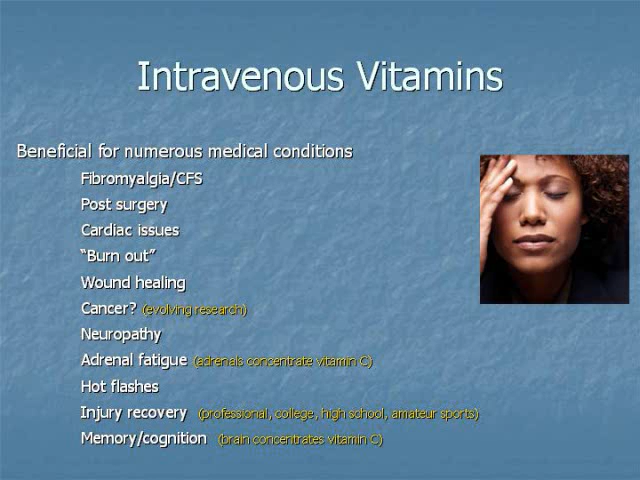 Intravenous Vitamins
Beneficial for numerous medical conditions
Fibromyalgia/CFS
Post surgery
Cardiac issues
“Burn out”
Wound healing
Cancer? (evolving research)
Neuropathy
Adrenal fatigue (adrenals concentrate vitamin C)
Hot flashes
Injury recovery (professional, college, high school, amateur sports)
Memory/cognition (brain concentrates vitamin C)